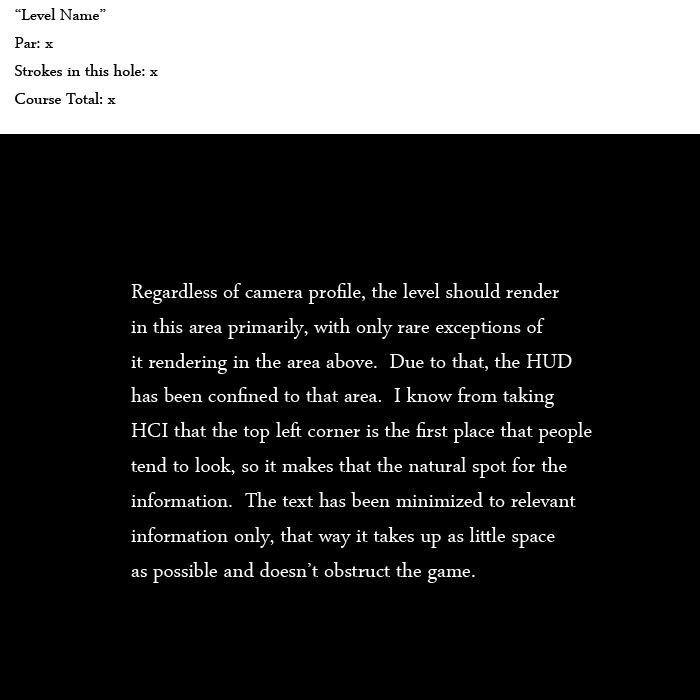 “Level Name”
Par: x
Strokes in this hole: x
Course Total: x
Regardless of camera profile, the level should render
in this area primarily, with only rare exceptions of
it rendering in the area above.  Due to that, the HUD
has been confined to that area.  I know from taking
HCI that the top left corner is the first place that people
tend to look, so it makes that the natural spot for the
information.  The text has been minimized to relevant
information only, that way it takes up as little space
as possible and doesn’t obstruct the game.